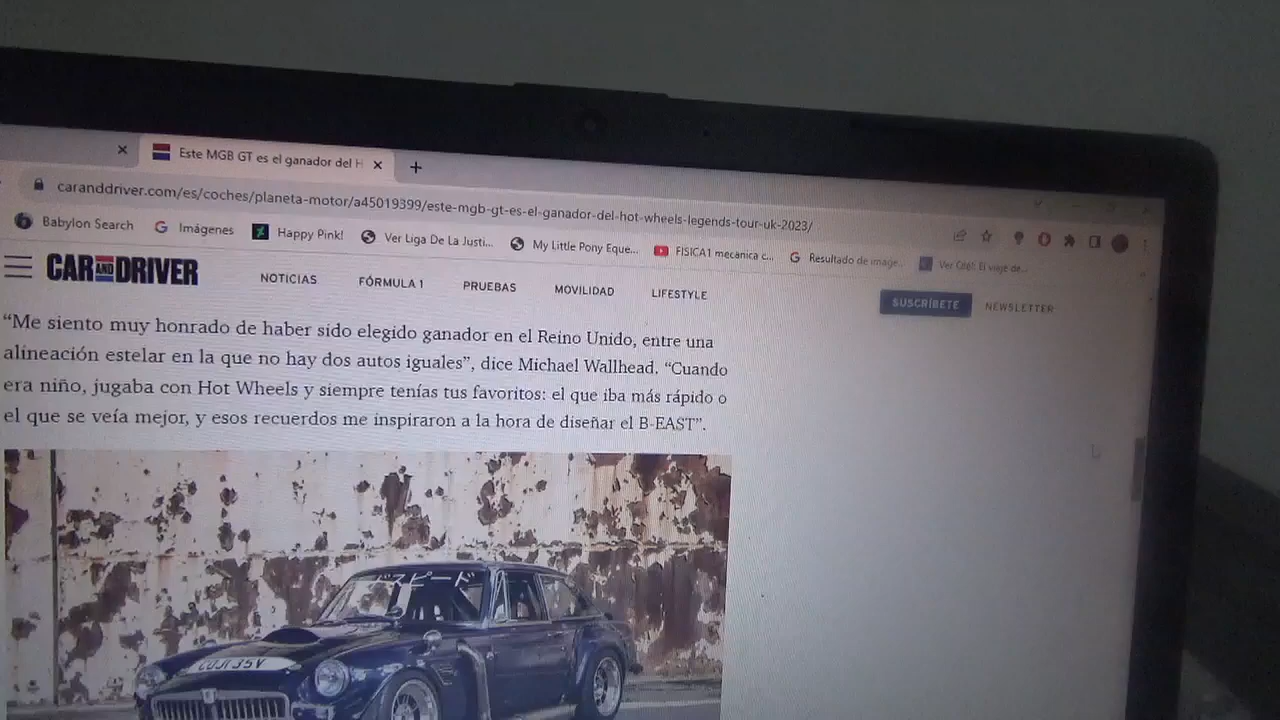 Este MGB GT es el ganador del H
caranddriver.com/es/coches/planeta-motor/a45019399/este-mgb-gt-es-el-ganador-del-hot-wheels-legends-tour-uk-2023/
Babylon Search Imágenes Happy Pink! Ver Liga De La Justi... My Little Pony Eque... FISICA1 mecanica c... Resultado de image... Ver
CAR AND DRIVER NOTICIAS FÓRMULA 1 PRUEBAS MOVILIDAD LIFESTYLE SUSCRÍBETE NEWSLETTER
“Me siento muy honrado de haber sido elegido ganador en el Reino Unido, entre una
alineación estelar en la que no hay dos autos iguales”, dice Michael Wallhead. “Cuando
era niño, jugaba con Hot Wheels y siempre tenías tus favoritos: el que iba más rápido o
el que se veía mejor, y esos recuerdos me inspiraron a la hora de diseñar el B-EAST”.
ドスピード